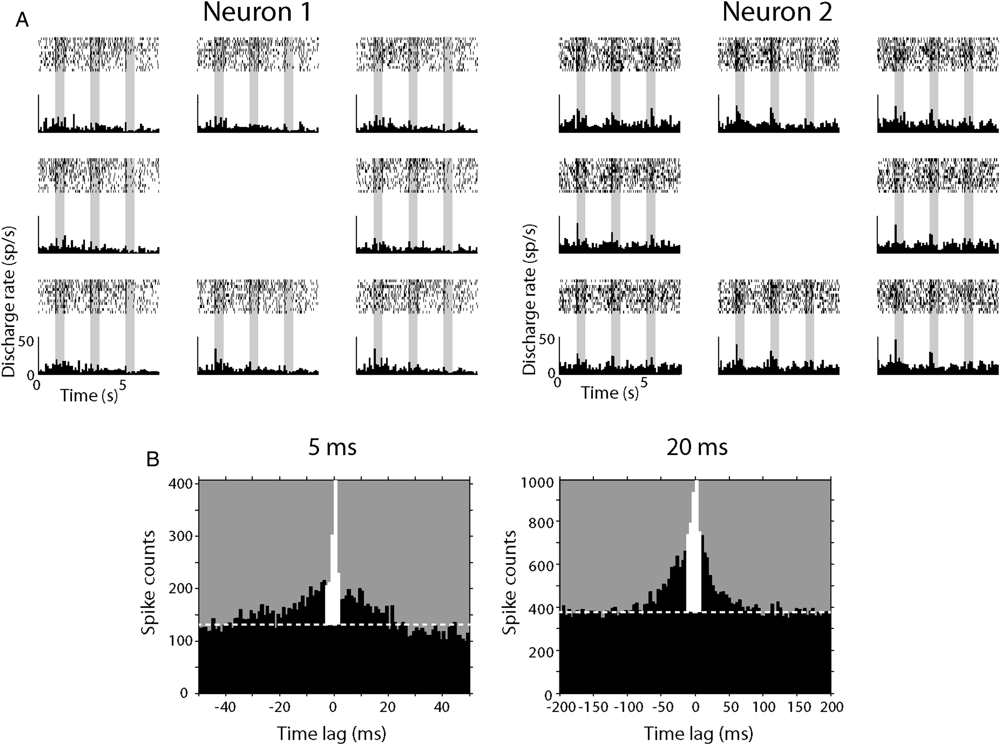 A
Neuron 1
Neuron 2
Discharge rate (sp/s)
50
0
0
5
Time (s)
Discharge rate (sp/s)
50
0
0
5
Time (s)
B
5 ms
20 ms
Spike counts
400
300
200
100
0
-40 -20 0 20 40
Time lag (ms)
Spike counts
1000
800
600
400
200
0
-200 -150 -100 -50 0 50 100 150 200
Time lag (ms)